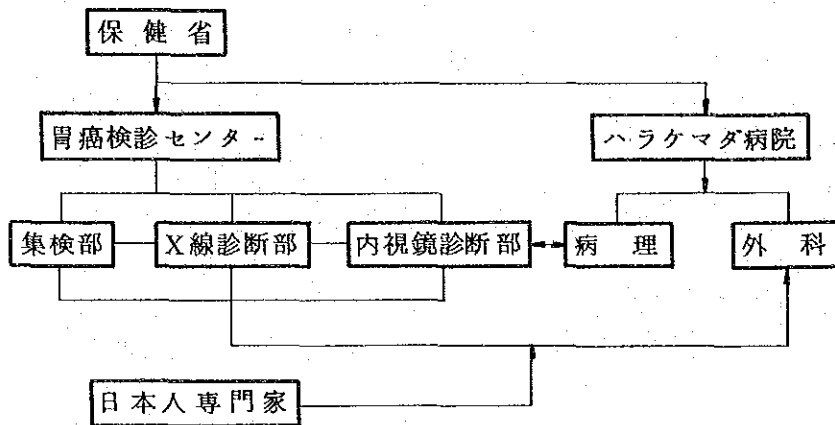 保健省
胃癌検診センター
ハラケマダ病院
集検部
X線診断部
内視鏡診断部
病理
外科
日本人専門家